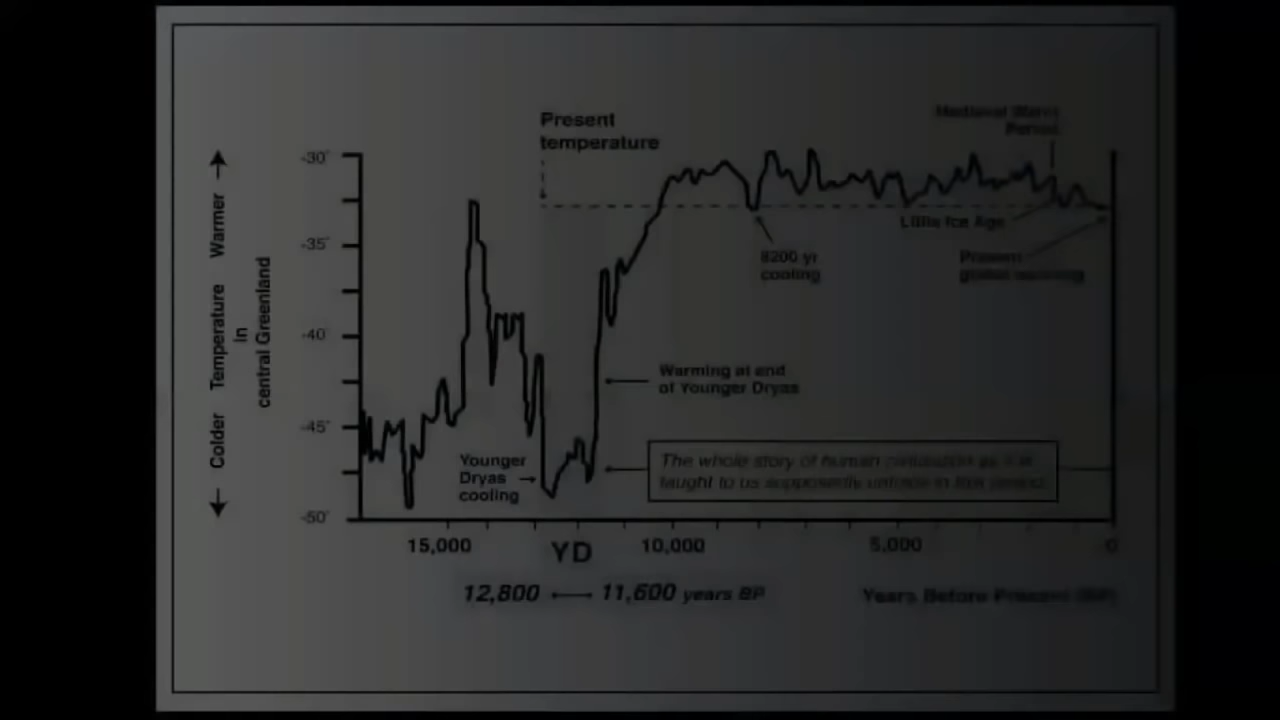 Present
temperature
Medieval Warm
Period
-30°
-35°
-40°
-45°
-50°
Colder Temperature Warmer
in
central Greenland
Little Ice Age
8200 yr
cooling
Present
global warming
Warming at end
of Younger Dryas
Younger
Dryas
cooling
The whole story of human civilization as it is
taught to us supposedly unfolds in this period.
15,000
YD
10,000
5,000
0
12,800
11,600 years BP
Years Before Present (BP)